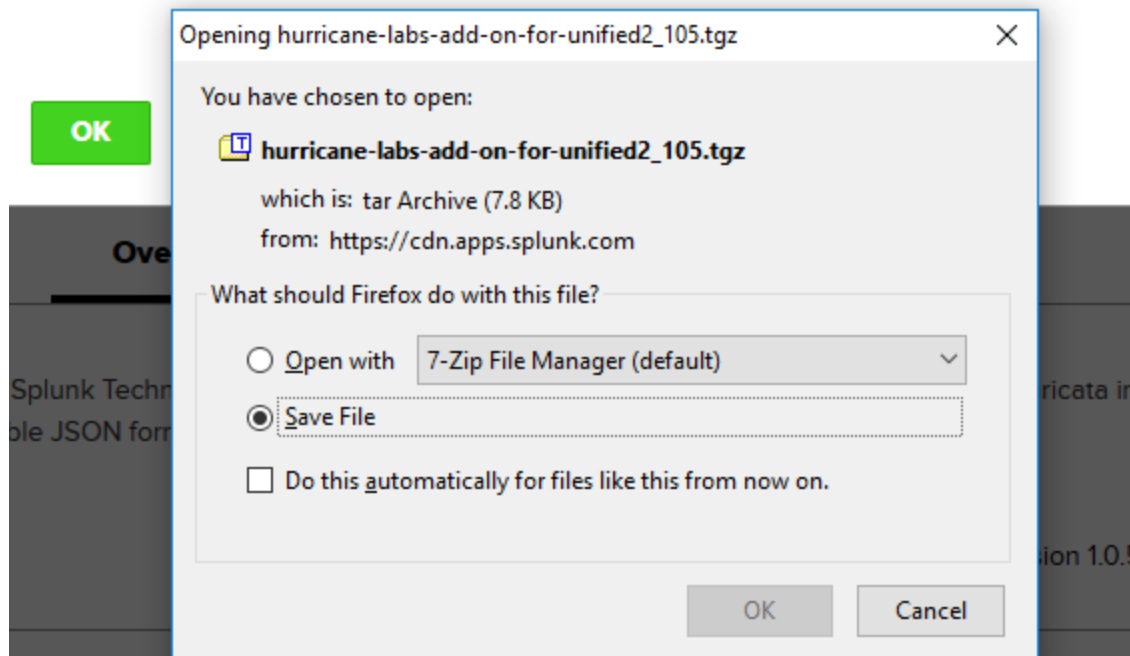 Opening hurricane-labs-add-on-for-unified2_105.tgz
You have chosen to open:
OK
T hurricane-labs-add-on-for-unified2_105.tgz
which is: tar Archive (7.8 KB)
from: https://cdn.apps.splunk.com
Ove
What should Firefox do with this file?
Open with 7-Zip File Manager (default)
Splunk Techn
ricata in
Save File
ble JSON form
Do this automatically for files like this from now on.
sion 1.0.5
OK Cancel